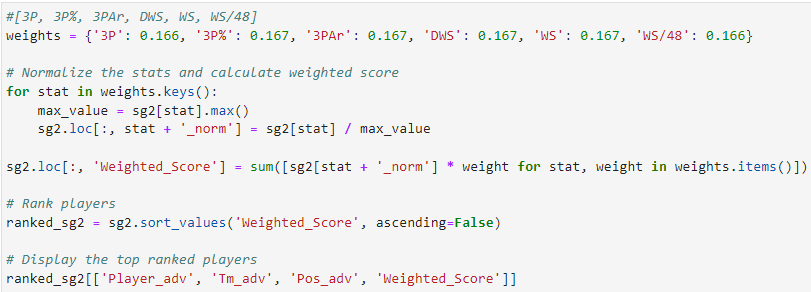 #[3P, 3P%, 3PAr, DWS, WS, WS/48]
weights = {'3P': 0.166, '3P%': 0.167, '3PAr': 0.167, 'DWS': 0.167, 'WS': 0.167, 'WS/48': 0.166}
# Normalize the stats and calculate weighted score
for stat in weights.keys():
    max_value = sg2[stat].max()
    sg2.loc[:, stat + '_norm'] = sg2[stat] / max_value
sg2.loc[:, 'Weighted_Score'] = sum([sg2[stat + '_norm'] * weight for stat, weight in weights.items()])
# Rank players
ranked_sg2 = sg2.sort_values('Weighted_Score', ascending=False)
# Display the top ranked players
ranked_sg2[['Player_adv', 'Tm_adv', 'Pos_adv', 'Weighted_Score']]